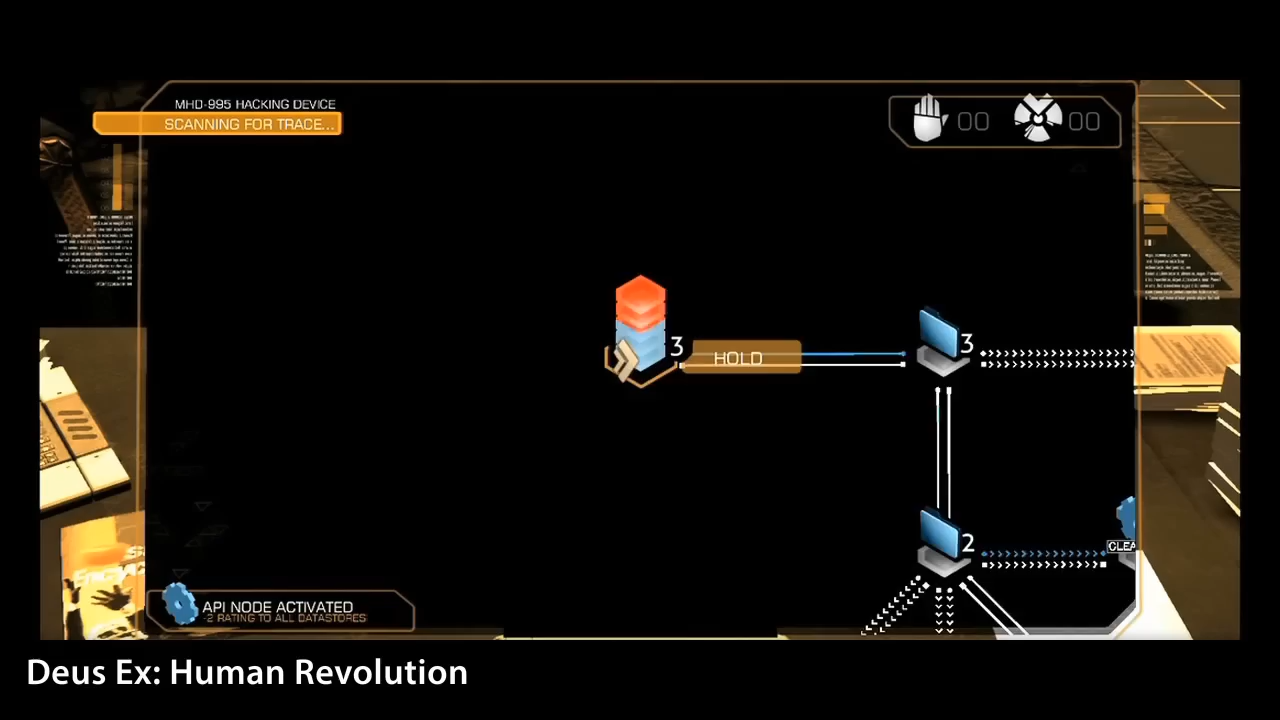 MHD-995 HACKING DEVICE
SCANNING FOR TRACE...
00 00
3
HOLD
3
2
CLEA
API NODE ACTIVATED
-2 RATING TO ALL DATASTORES
Deus Ex: Human Revolution